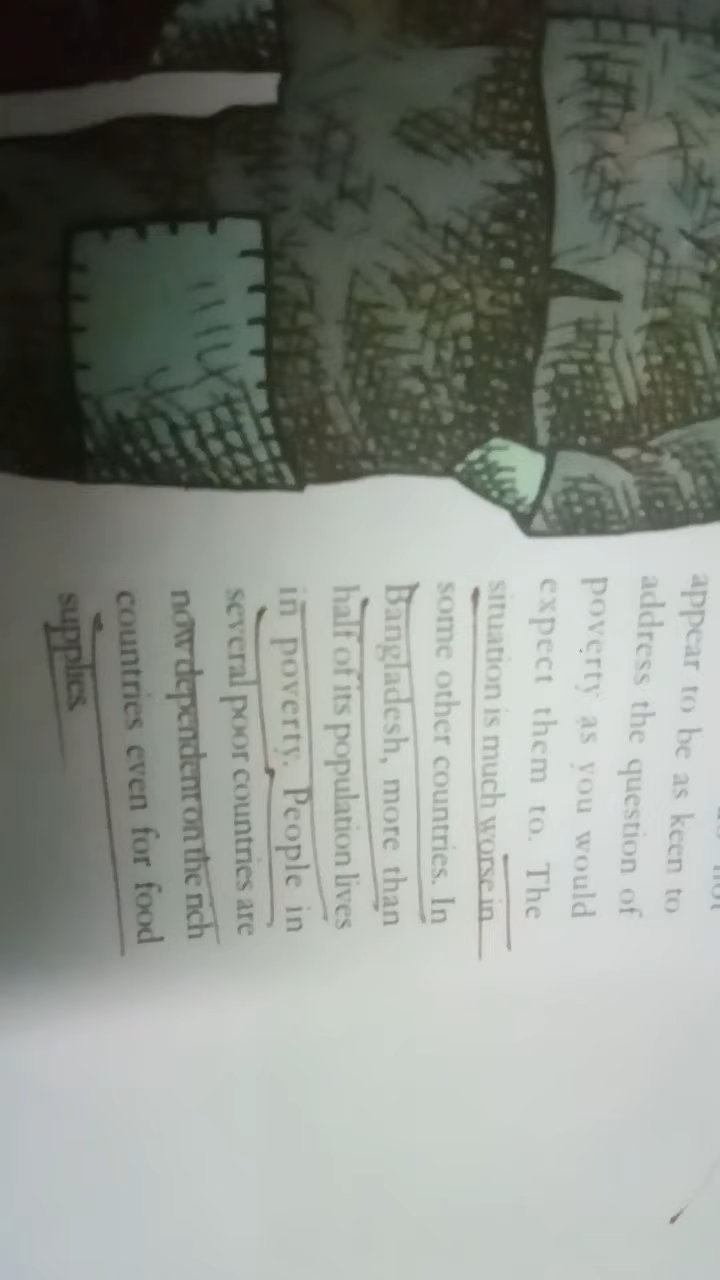 appear to be as keen to
address the question of
poverty as you would
expect them to. The
situation is much worse in
some other countries. In
Bangladesh, more than
half of its population lives
in poverty. People in
several poor countries are
now dependent on the rich
countries even for food
supplies.